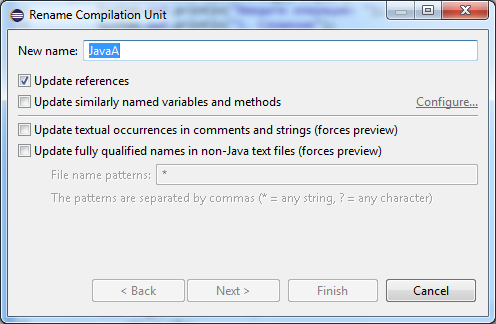 Rename Compilation Unit
New name: JavaA
Update references
Update similarly named variables and methods Configure...
Update textual occurrences in comments and strings (forces preview)
Update fully qualified names in non-Java text files (forces preview)
File name patterns: *
The patterns are separated by commas (* = any string, ? = any character)
< Back Next > Finish Cancel